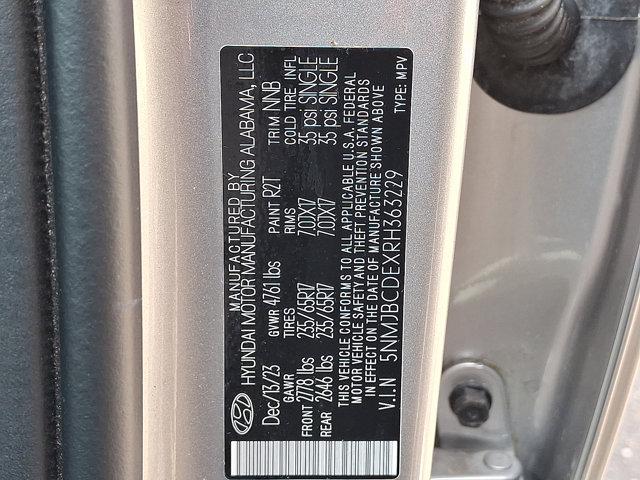 MANUFACTURED BY
HYUNDAI MOTOR MANUFACTURING ALABAMA, LLC
Dec/13/23 GVWR 4761 lbs PAINT R2T TRIM NNB
GAWR TIRES RIMS COLD TIRE INFL
FRONT 2778 lbs 235/65R17 7.0JX17 35 psi SINGLE
REAR 2646 lbs 235/65R17 7.0JX17 35 psi SINGLE
THIS VEHICLE CONFORMS TO ALL APPLICABLE U.S.A. FEDERAL
MOTOR VEHICLE SAFETY AND THEFT PREVENTION STANDARDS
IN EFFECT ON THE DATE OF MANUFACTURE SHOWN ABOVE
V.I.N 5NMJBCDEXRH363229 TYPE: MPV